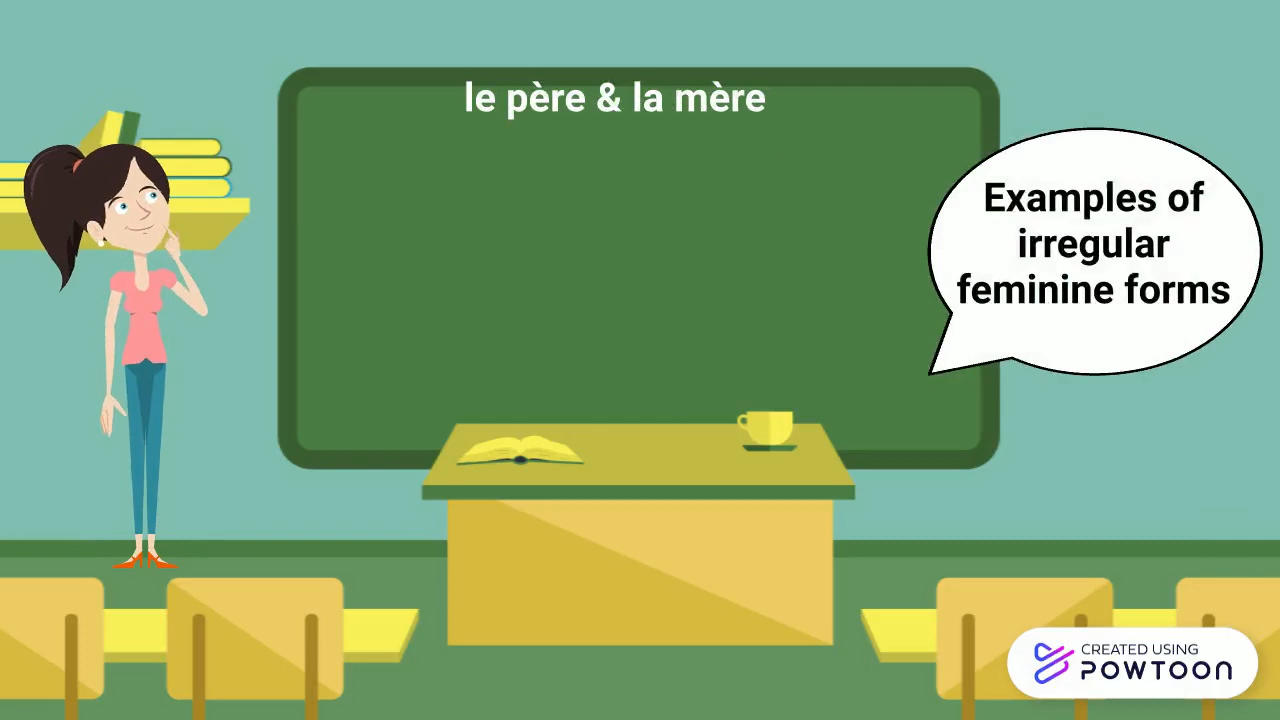 le père & la mère
Examples of
irregular
feminine forms
CREATED USING
POWTOON